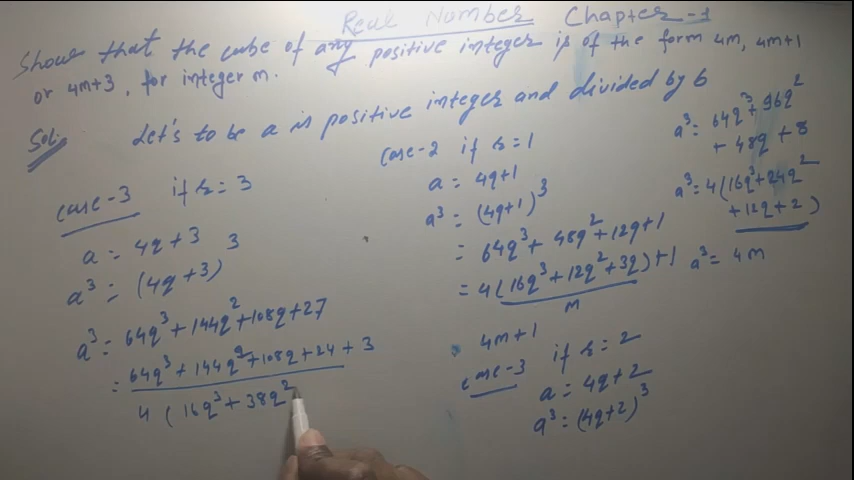 Real Number Chapter -1
Show that the cube of any positive integer is of the form 4m, 4m+1
or 4m+3, for integer m.
Sol. Let's to be a is positive integer and divided by b
case-2 if r=1
a = 4q+1
a³ = (4q+1)³
= 64q³ + 48q² + 12q+1
= 4(16q³+12q²+3q)+1
m
4m+1
case-3 if r=2
a = 4q+2
a³ = (4q+2)³
a³ = 64q³+96q²
+ 48q + 8
a³ = 4(16q³+24q²
+12q+2)
a³ = 4m
case-3 if r=3
a = 4q+3
a³ = (4q+3)³
a³ = 64q³+144q²+108q+27
= 64q³+144q²+108q+24+3
4 (16q³+38q²